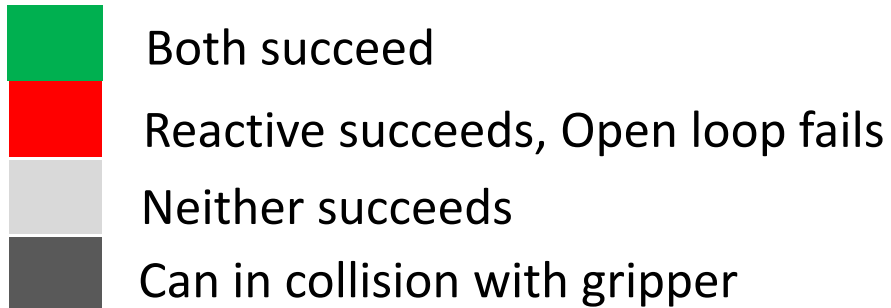 Both succeed
Reactive succeeds, Open loop fails
Neither succeeds
Can in collision with gripper